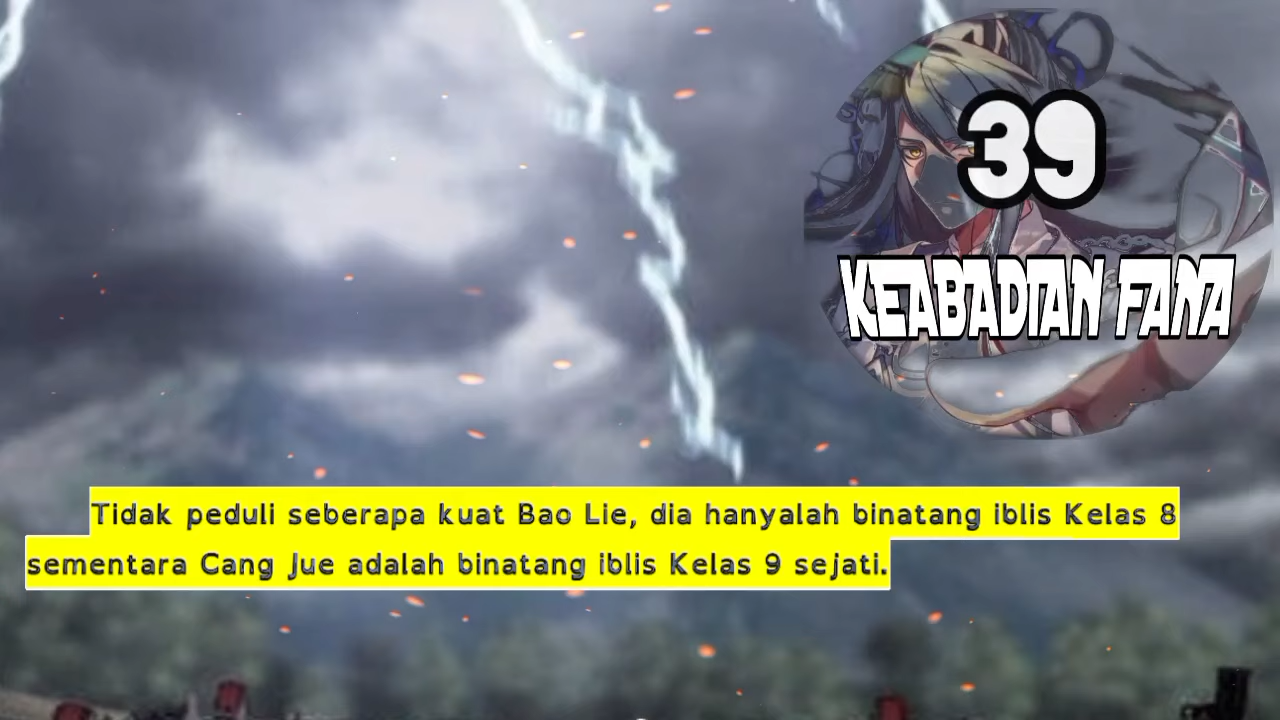 39
KEABADIAN FANA
Tidak peduli seberapa kuat Bao Lie, dia hanyalah binatang iblis Kelas 8
sementara Cang Jue adalah binatang iblis Kelas 9 sejati.